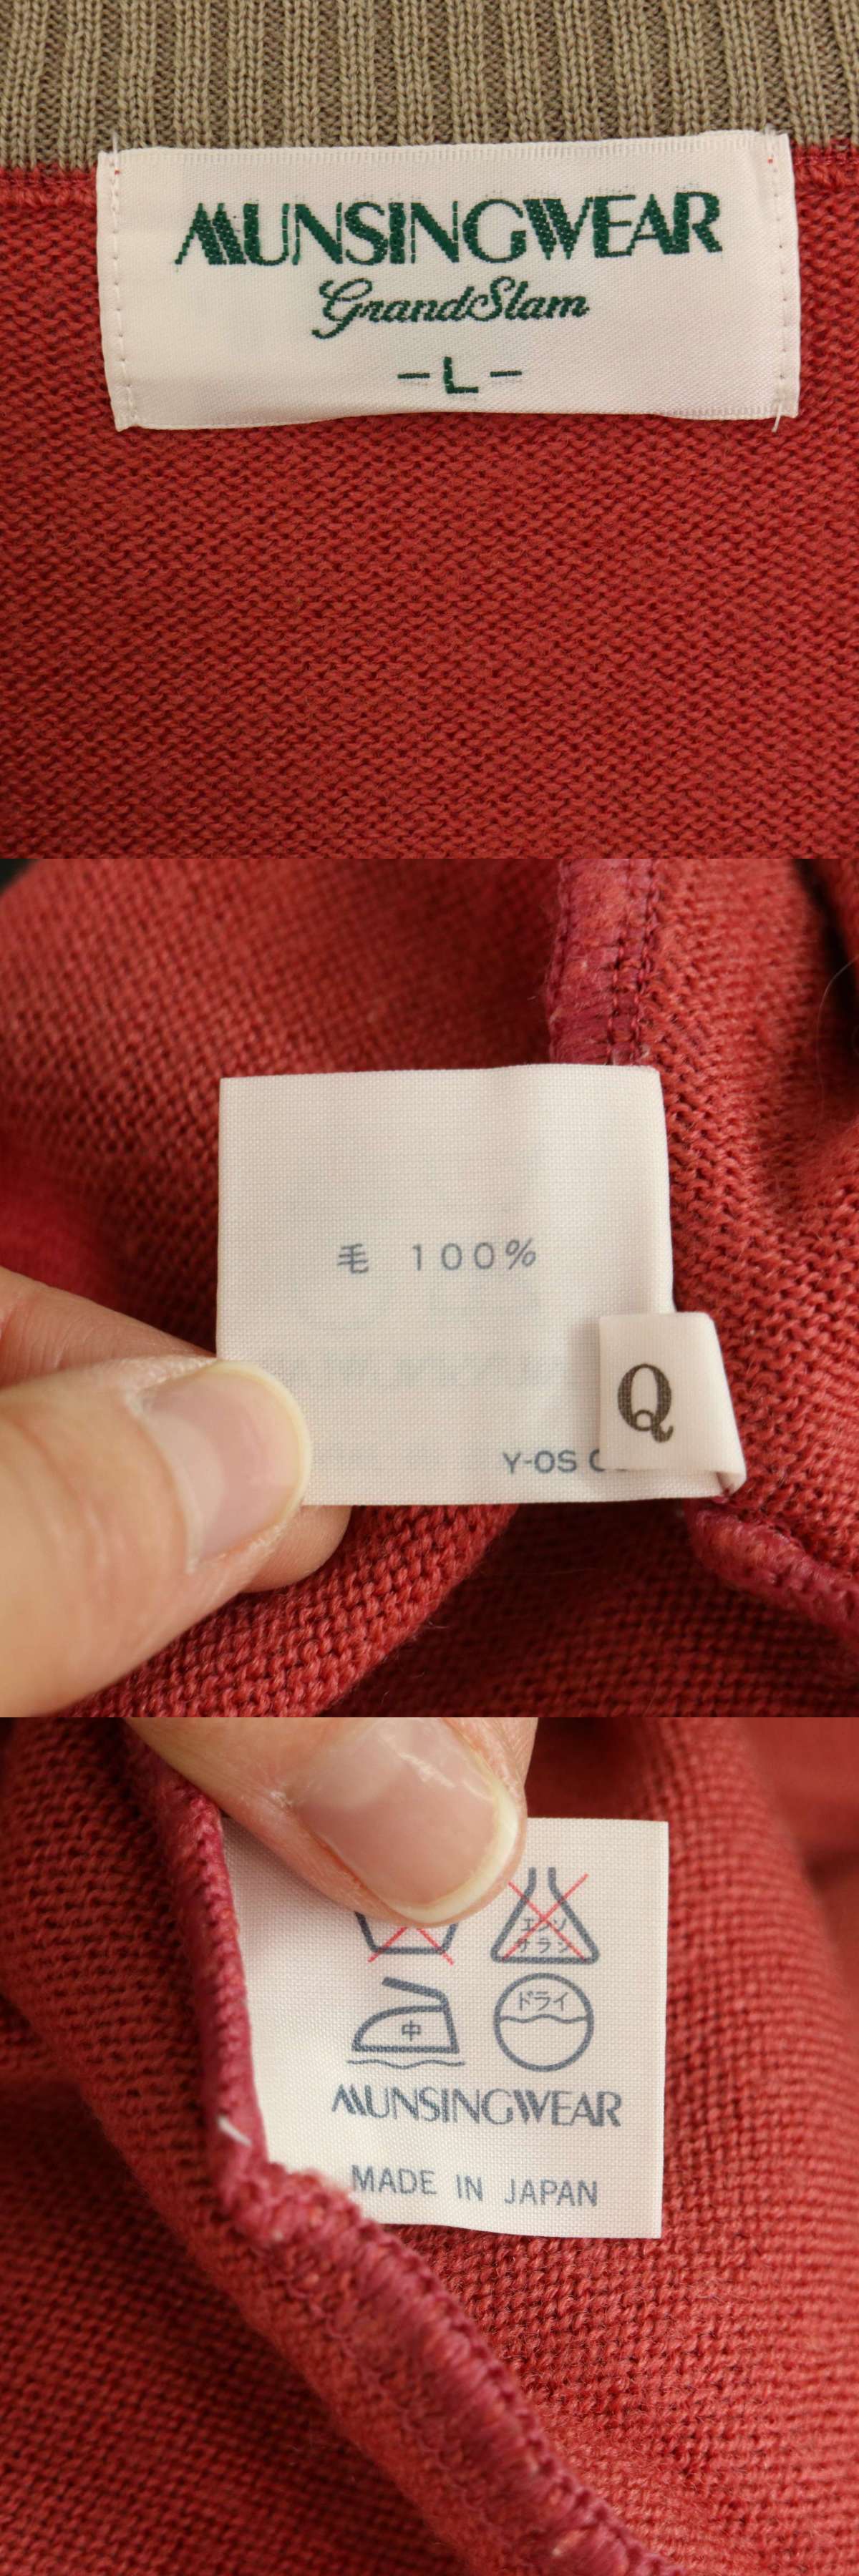 MUNSINGWEAR
GrandSlam
-L-
毛 100%
Q
Y-OS
エンソ
サラシ
中
ドライ
MUNSINGWEAR
MADE IN JAPAN